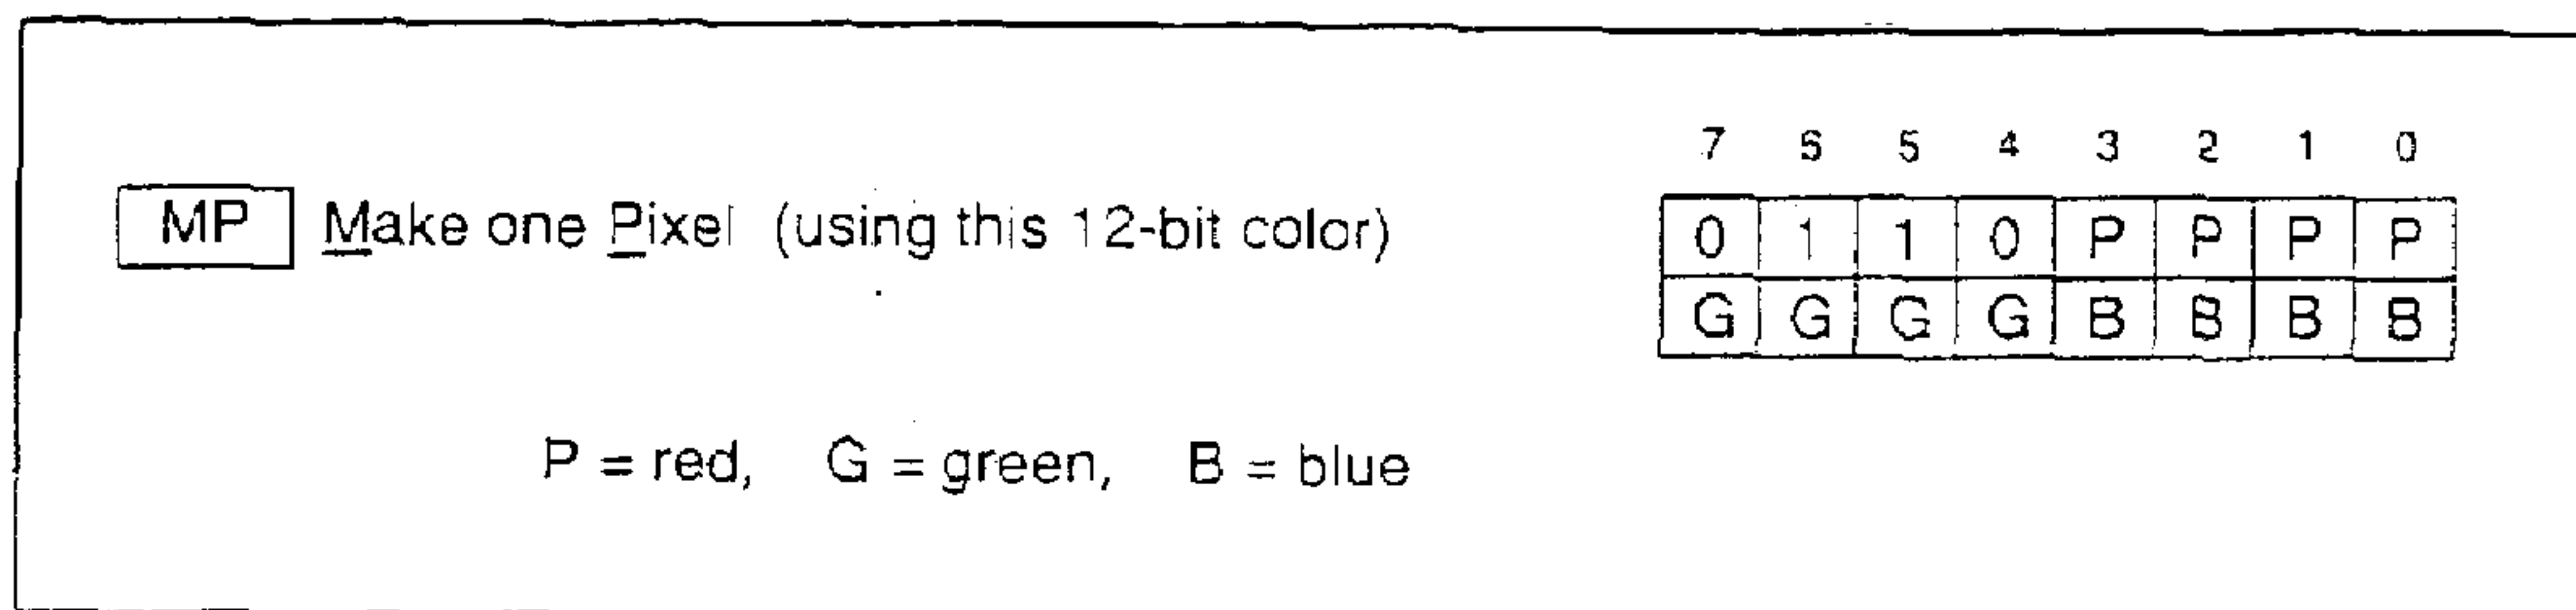 7 6 5 4 3 2 1 0
MP Make one Pixel (using this 12-bit color) 0 1 1 0 P P P P
G G G G B B B B
P = red, G = green, B = blue